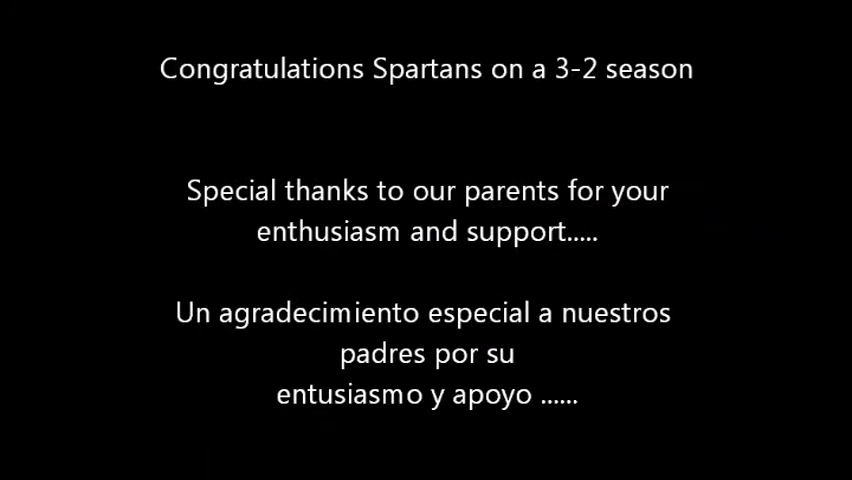 Congratulations Spartans on a 3-2 season
Special thanks to our parents for your
enthusiasm and support.....
Un agradecimiento especial a nuestros
padres por su
entusiasmo y apoyo ......